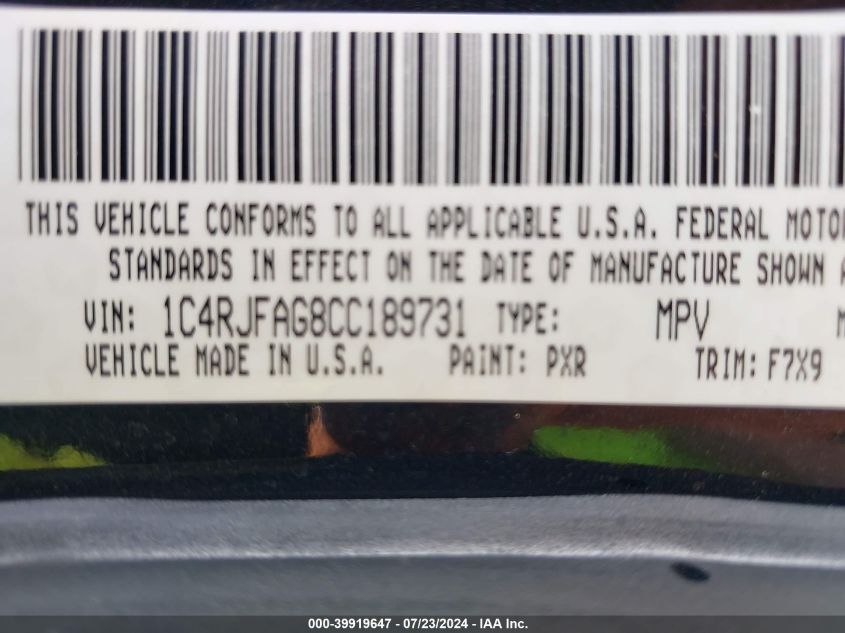 THIS VEHICLE CONFORMS TO ALL APPLICABLE U.S.A. FEDERAL MOTOR
STANDARDS IN EFFECT ON THE DATE OF MANUFACTURE SHOWN A
VIN: 1C4RJFAG8CC189731 TYPE: MPV M
VEHICLE MADE IN U.S.A. PAINT: PXR TRIM: F7X9
000-39919647 - 07/23/2024 - IAA Inc.